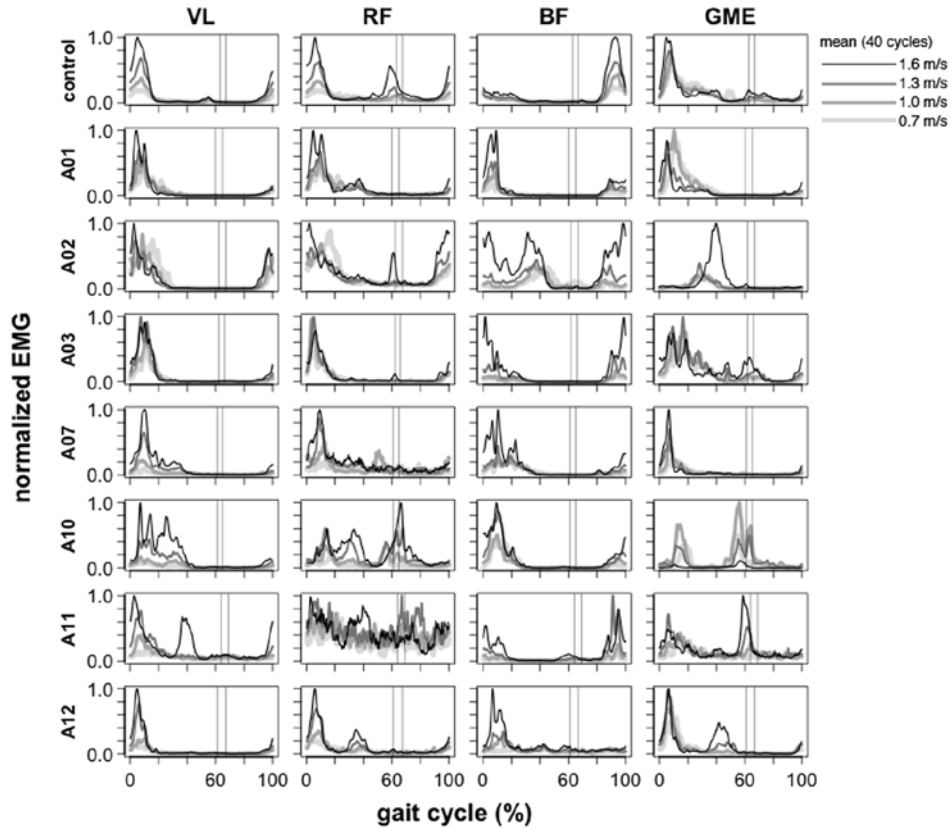 VL RF BF GME
mean (40 cycles)
1.6 m/s
1.3 m/s
1.0 m/s
0.7 m/s
normalized EMG
control 1.0 0.0
A01 1.0 0.0
A02 1.0 0.0
A03 1.0 0.0
A07 1.0 0.0
A10 1.0 0.0
A11 1.0 0.0
A12 1.0 0.0
0 60 100 0 60 100 0 60 100 0 60 100
gait cycle (%)